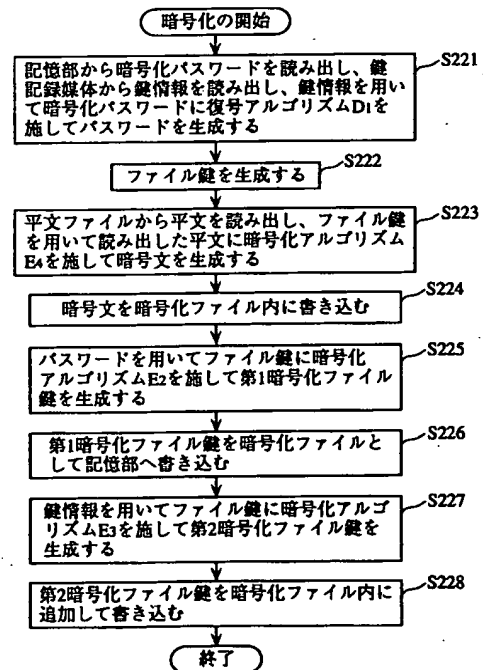 暗号化の開始
S221
記憶部から暗号化パスワードを読み出し、鍵
記録媒体から鍵情報を読み出し、鍵情報を用い
て暗号化パスワードに復号アルゴリズムD1を
施してパスワードを生成する
S222
ファイル鍵を生成する
S223
平文ファイルから平文を読み出し、ファイル鍵
を用いて読み出した平文に暗号化アルゴリズム
E4を施して暗号文を生成する
S224
暗号文を暗号化ファイル内に書き込む
S225
パスワードを用いてファイル鍵に暗号化
アルゴリズムE2を施して第1暗号化ファイル
鍵を生成する
S226
第1暗号化ファイル鍵を暗号化ファイルと
して記憶部へ書き込む
S227
鍵情報を用いてファイル鍵に暗号化アルゴ
リズムE3を施して第2暗号化ファイル鍵を
生成する
S228
第2暗号化ファイル鍵を暗号化ファイル内に
追加して書き込む
終了